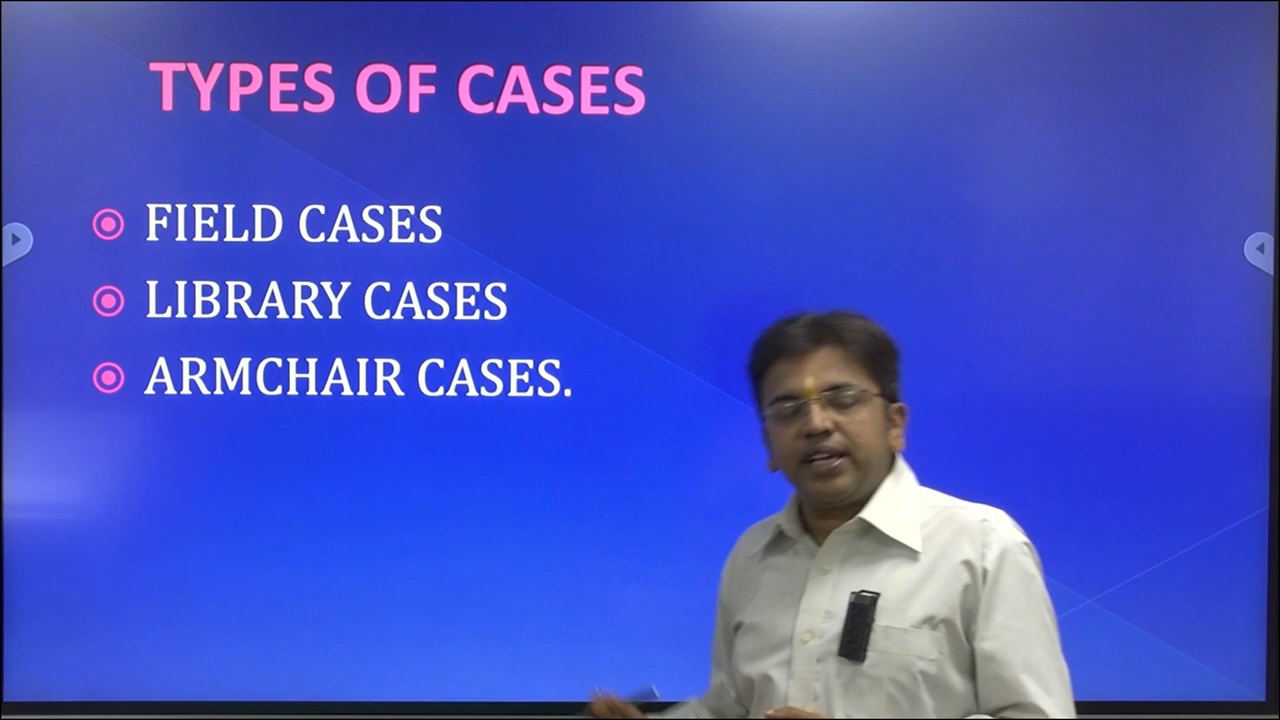 TYPES OF CASES
FIELD CASES
LIBRARY CASES
ARMCHAIR CASES.